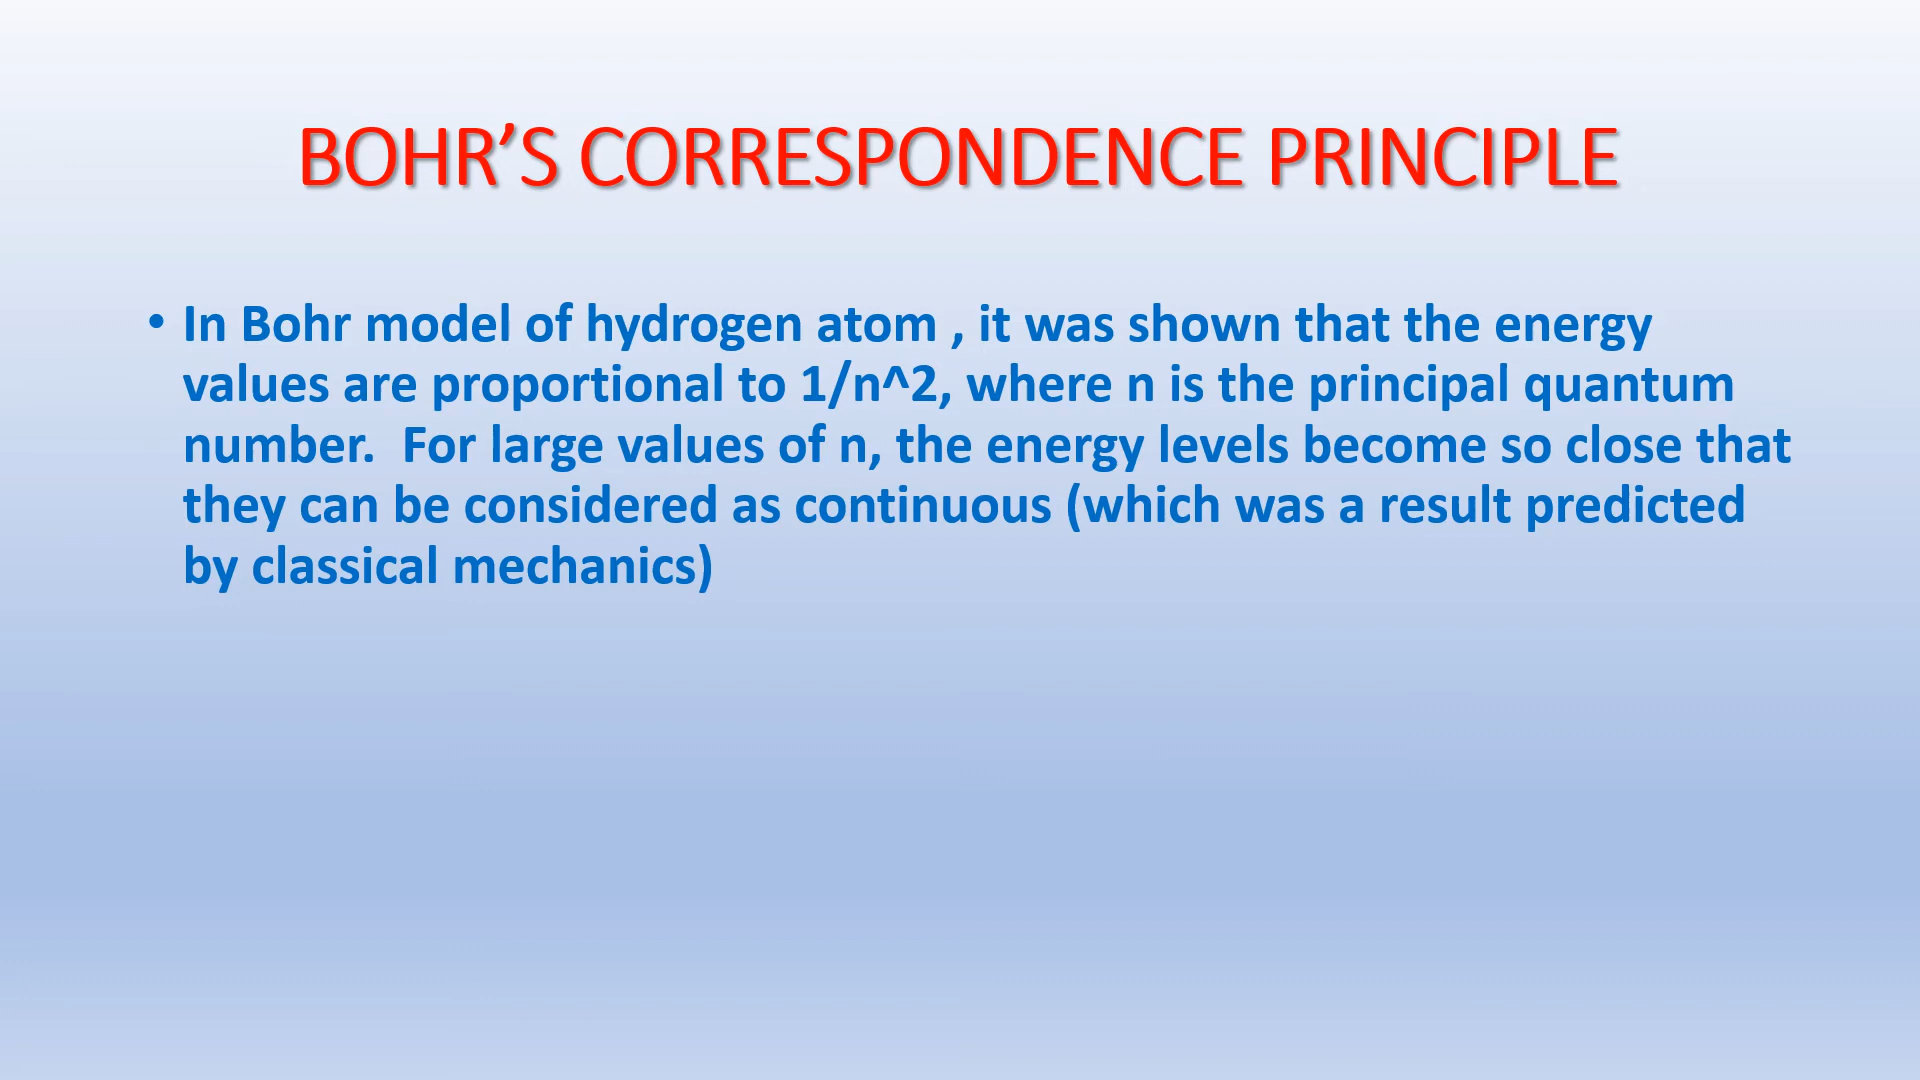 BOHR’S CORRESPONDENCE PRINCIPLE
• In Bohr model of hydrogen atom , it was shown that the energy
values are proportional to 1/n^2, where n is the principal quantum
number.  For large values of n, the energy levels become so close that
they can be considered as continuous (which was a result predicted
by classical mechanics)